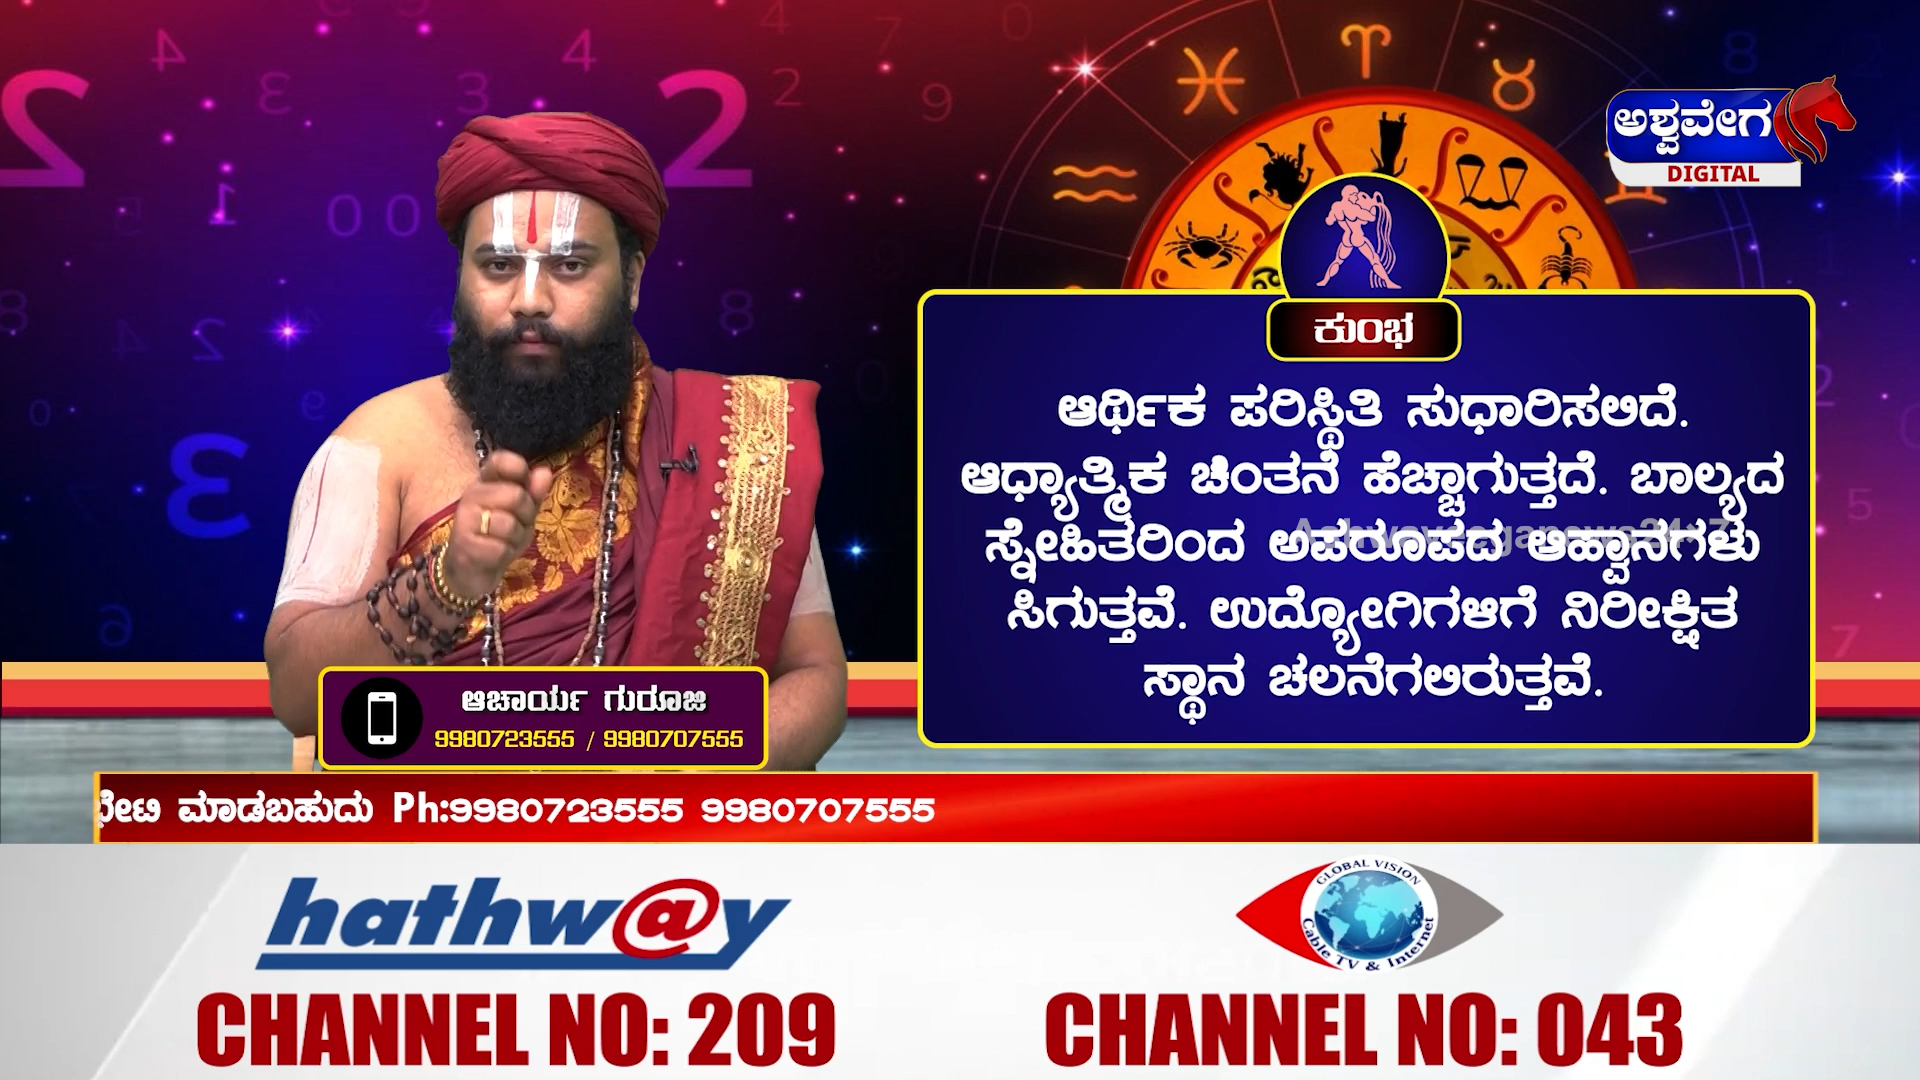 ಅಶ್ವವೇಗ
DIGITAL
ಕುಂಭ
ಆರ್ಥಿಕ ಪರಿಸ್ಥಿತಿ ಸುಧಾರಿಸಲಿದೆ.
ಆಧ್ಯಾತ್ಮಿಕ ಚಿಂತನೆ ಹೆಚ್ಚಾಗುತ್ತದೆ. ಬಾಲ್ಯದ
ಸ್ನೇಹಿತರಿಂದ ಅಪರೂಪದ ಆಹ್ವಾನಗಳು
ಸಿಗುತ್ತವೆ. ಉದ್ಯೋಗಿಗಳಿಗೆ ನಿರೀಕ್ಷಿತ
ಸ್ಥಾನ ಚಲನೆಗಲಿರುತ್ತವೆ.
ಆಚಾರ್ಯ ಗುರೂಜಿ
9980723555 / 9980707555
ಮಾಡಬಹುದು Ph:9980723555 9980707555
hathw@y
CHANNEL NO: 209
GLOBAL VISION
Cable TV & Internet
CHANNEL NO: 043